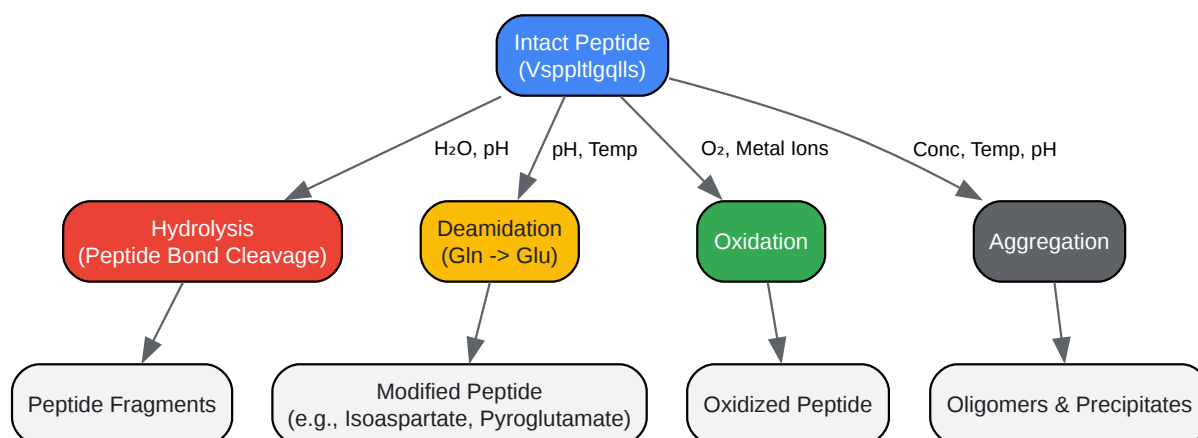 Intact Peptide
(Vsppltlgqlls)
H₂O, pH
pH, Temp
O₂, Metal Ions
Conc, Temp, pH
Hydrolysis
(Peptide Bond Cleavage)
Deamidation
(Gln -> Glu)
Oxidation
Aggregation
Peptide Fragments
Modified Peptide
(e.g., Isoaspartate, Pyroglutamate)
Oxidized Peptide
Oligomers & Precipitates